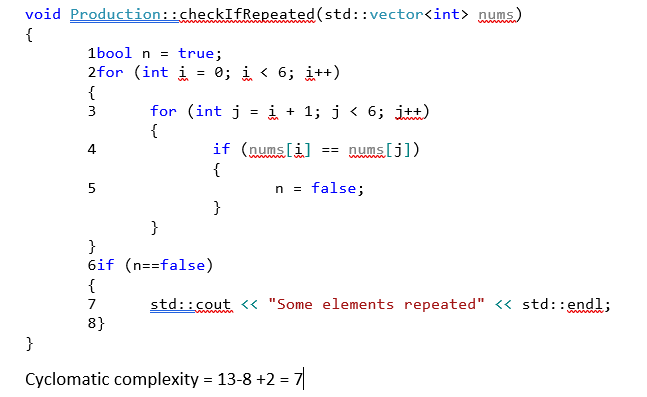 void Production::checkIfRepeated(std::vector<int> nums)
{
1bool n = true;
2for (int i = 0; i < 6; i++)
{
3 for (int j = i + 1; j < 6; j++)
{
4 if (nums[i] == nums[j])
{
5 n = false;
}
}
}
6if (n==false)
{
7 std::cout << "Some elements repeated" << std::endl;
8}
}
Cyclomatic complexity = 13-8 +2 = 7